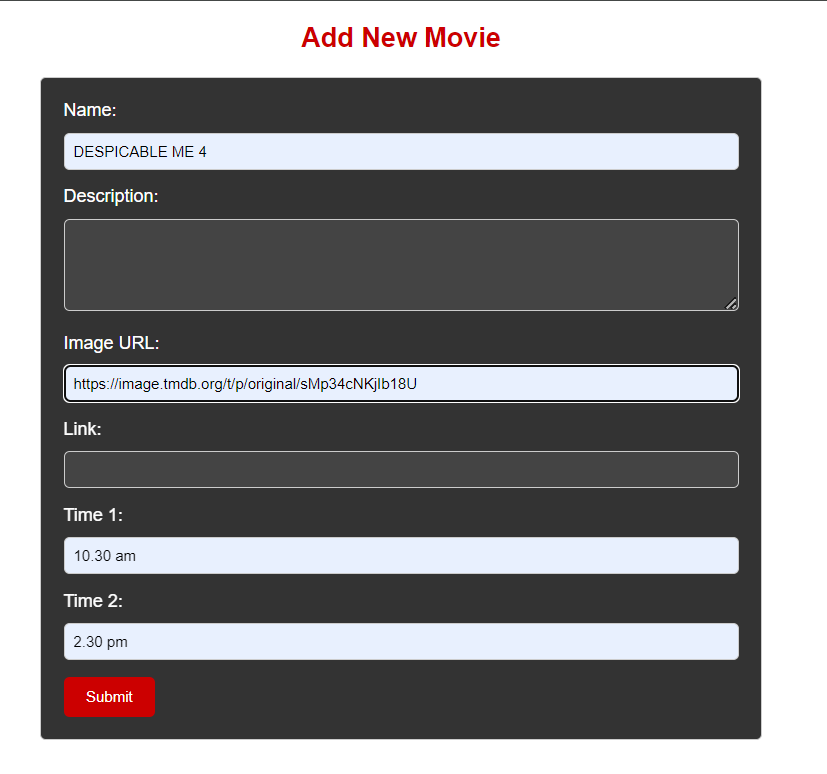 Add New Movie
Name:
DESPICABLE ME 4
Description:
Image URL:
https://image.tmdb.org/t/p/original/sMp34cNKjIb18U
Link:
Time 1:
10.30 am
Time 2:
2.30 pm
Submit